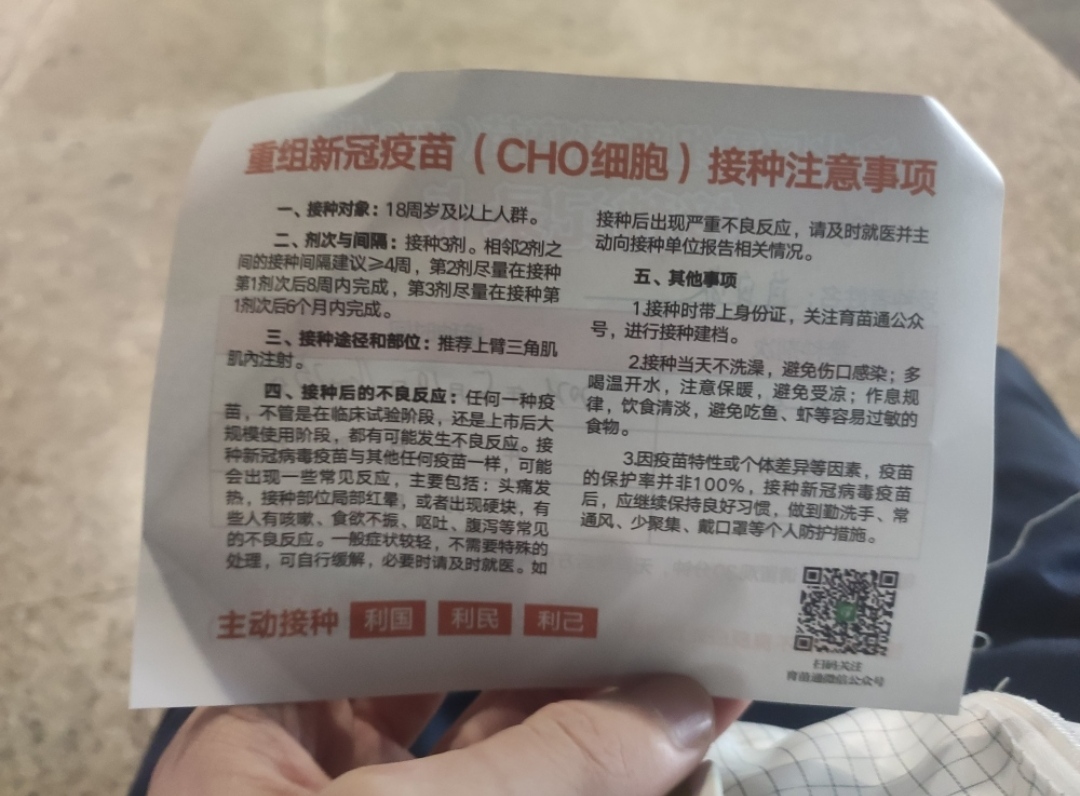 重组新冠疫苗（CHO细胞）接种注意事项
一、接种对象：18周岁及以上人群。
二、剂次与间隔：接种3剂。相邻2剂之
间的接种间隔建议≥4周，第2剂尽量在接种
第1剂次后8周内完成，第3剂尽量在接种第
1剂次后6个月内完成。
三、接种途径和部位：推荐上臂三角肌
肌内注射。
四、接种后的不良反应：任何一种疫
苗，不管是在临床试验阶段，还是上市后大
规模使用阶段，都有可能发生不良反应。接
种新冠病毒疫苗与其他任何疫苗一样，可能
会出现一些常见反应，主要包括：头痛发
热，接种部位局部红晕，或者出现硬块，有
些人有咳嗽、食欲不振、呕吐、腹泻等常见
的不良反应。一般症状较轻，不需要特殊的
处理，可自行缓解，必要时请及时就医。如
接种后出现严重不良反应，请及时就医并主
动向接种单位报告相关情况。
五、其他事项
1.接种时带上身份证，关注育苗通公众
号，进行接种建档。
2.接种当天不洗澡，避免伤口感染；多
喝温开水，注意保暖，避免受凉；作息规
律，饮食清淡，避免吃鱼、虾等容易过敏的
食物。
3.因疫苗特性或个体差异等因素，疫苗
的保护率并非100%，接种新冠病毒疫苗
后，应继续保持良好习惯，做到勤洗手、常
通风、少聚集、戴口罩等个人防护措施。
主动接种 利国 利民 利己
扫码关注
育苗通微信公众号